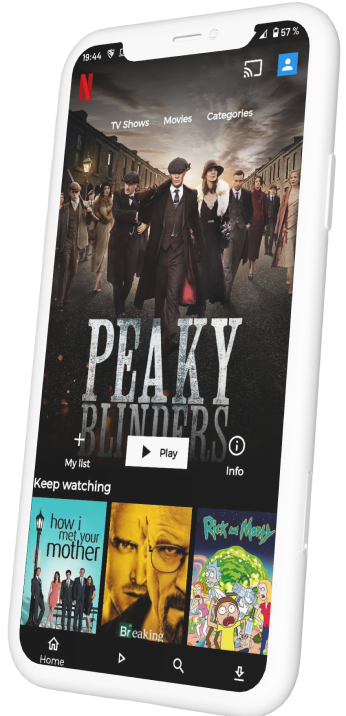 19:44
57 %
N
TV Shows Movies Categories
PEAKY
BLINDERS
My list
Play
Info
Keep watching
how i
met your
mother
Breaking
Rick and Morty
Home